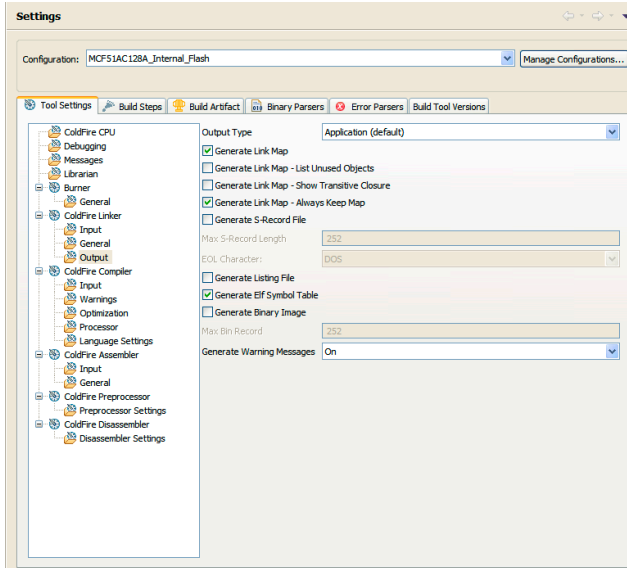 Settings
Configuration: MCF51AC128A_Internal_Flash Manage Configurations...
Tool Settings Build Steps Build Artifact Binary Parsers Error Parsers Build Tool Versions
ColdFire CPU
Debugging
Messages
Librarian
Burner
General
ColdFire Linker
Input
General
Output
ColdFire Compiler
Input
Warnings
Optimization
Processor
Language Settings
ColdFire Assembler
Input
General
ColdFire Preprocessor
Preprocessor Settings
ColdFire Disassembler
Disassembler Settings
Output Type Application (default)
Generate Link Map
Generate Link Map - List Unused Objects
Generate Link Map - Show Transitive Closure
Generate Link Map - Always Keep Map
Generate S-Record File
Max S-Record Length 252
EOL Character: DOS
Generate Listing File
Generate Elf Symbol Table
Generate Binary Image
Max Bin Record 252
Generate Warning Messages On